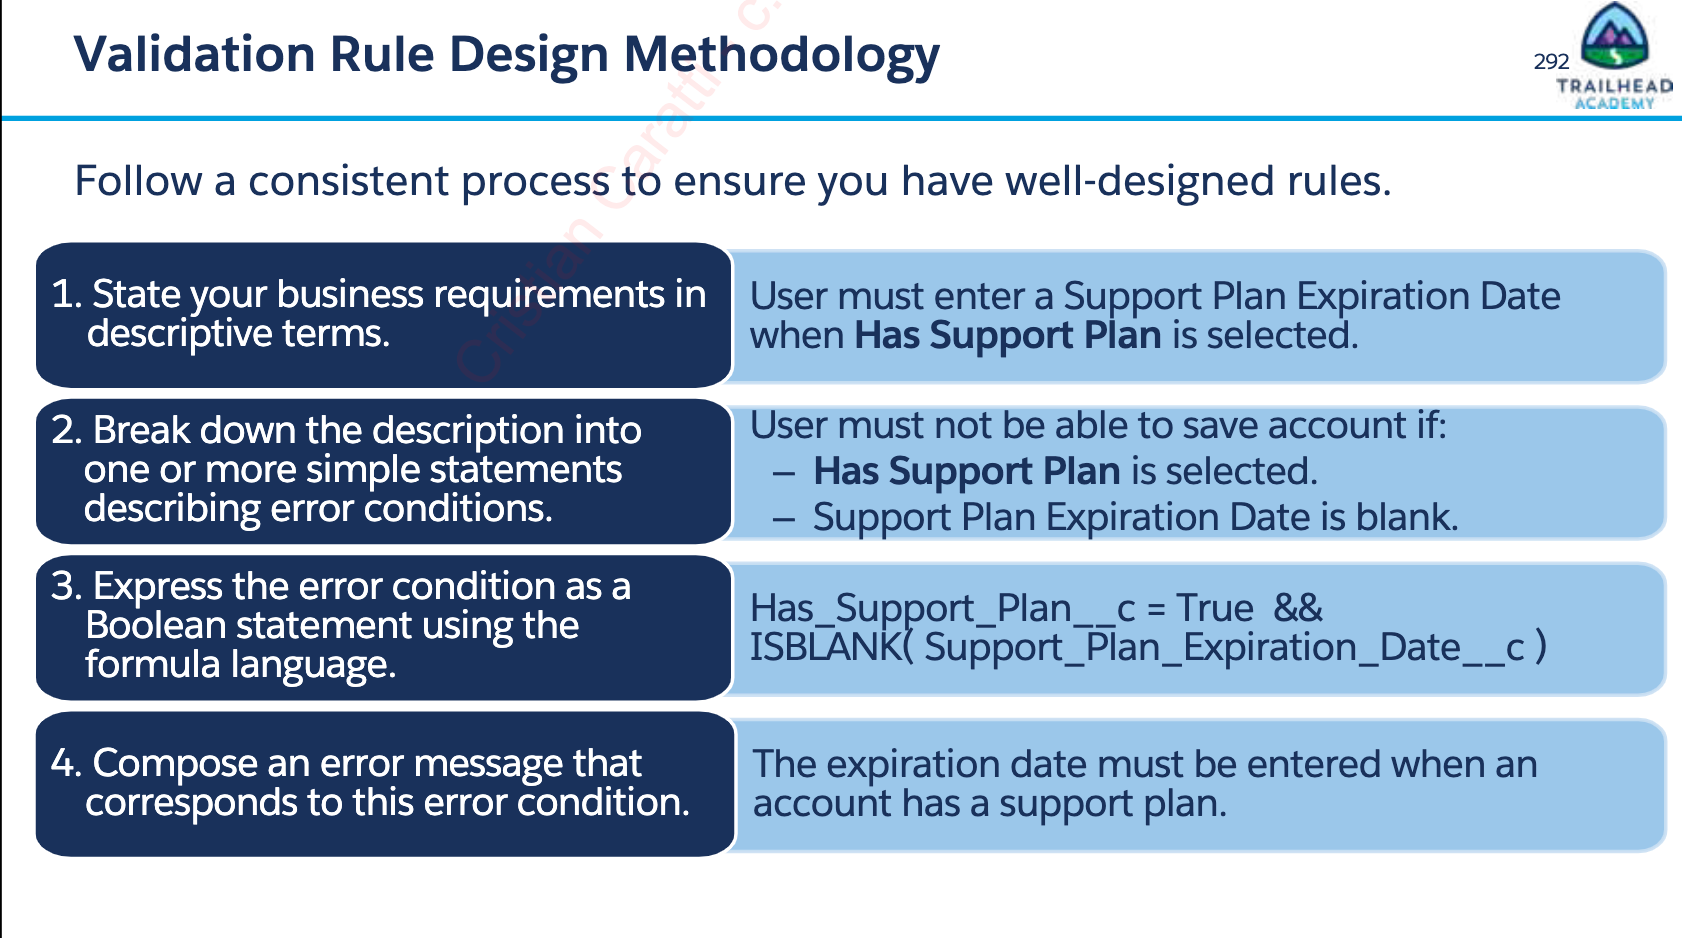 Validation Rule Design Methodology
292
TRAILHEAD
ACADEMY
Follow a consistent process to ensure you have well-designed rules.
1. State your business requirements in
descriptive terms.
User must enter a Support Plan Expiration Date
when Has Support Plan is selected.
2. Break down the description into
one or more simple statements
describing error conditions.
User must not be able to save account if:
– Has Support Plan is selected.
– Support Plan Expiration Date is blank.
3. Express the error condition as a
Boolean statement using the
formula language.
Has_Support_Plan__c = True  &&
ISBLANK( Support_Plan_Expiration_Date__c )
4. Compose an error message that
corresponds to this error condition.
The expiration date must be entered when an
account has a support plan.
Cristian Caratti c.